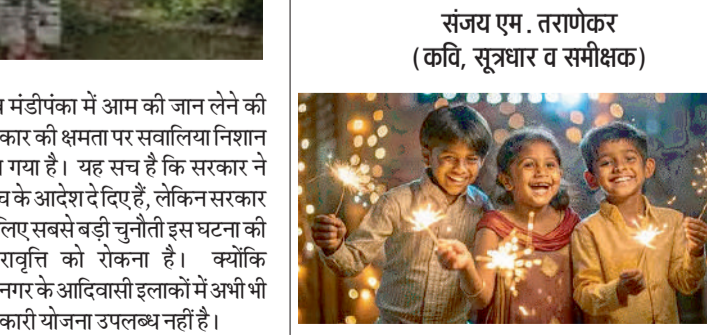 मंडीपंका में आम की जान लेने की
कार की क्षमता पर सवालिया निशान
गया है। यह सच है कि सरकार ने
के आदेश दे दिए हैं, लेकिन सरकार
लिए सबसे बड़ी चुनौती इस घटना की
रावृत्ति को रोकना है। क्योंकि
नगर के आदिवासी इलाकों में अभी भी
कारी योजना उपलब्ध नहीं है।
संजय एम. तराणेकर
(कवि, सूत्रधार व समीक्षक)